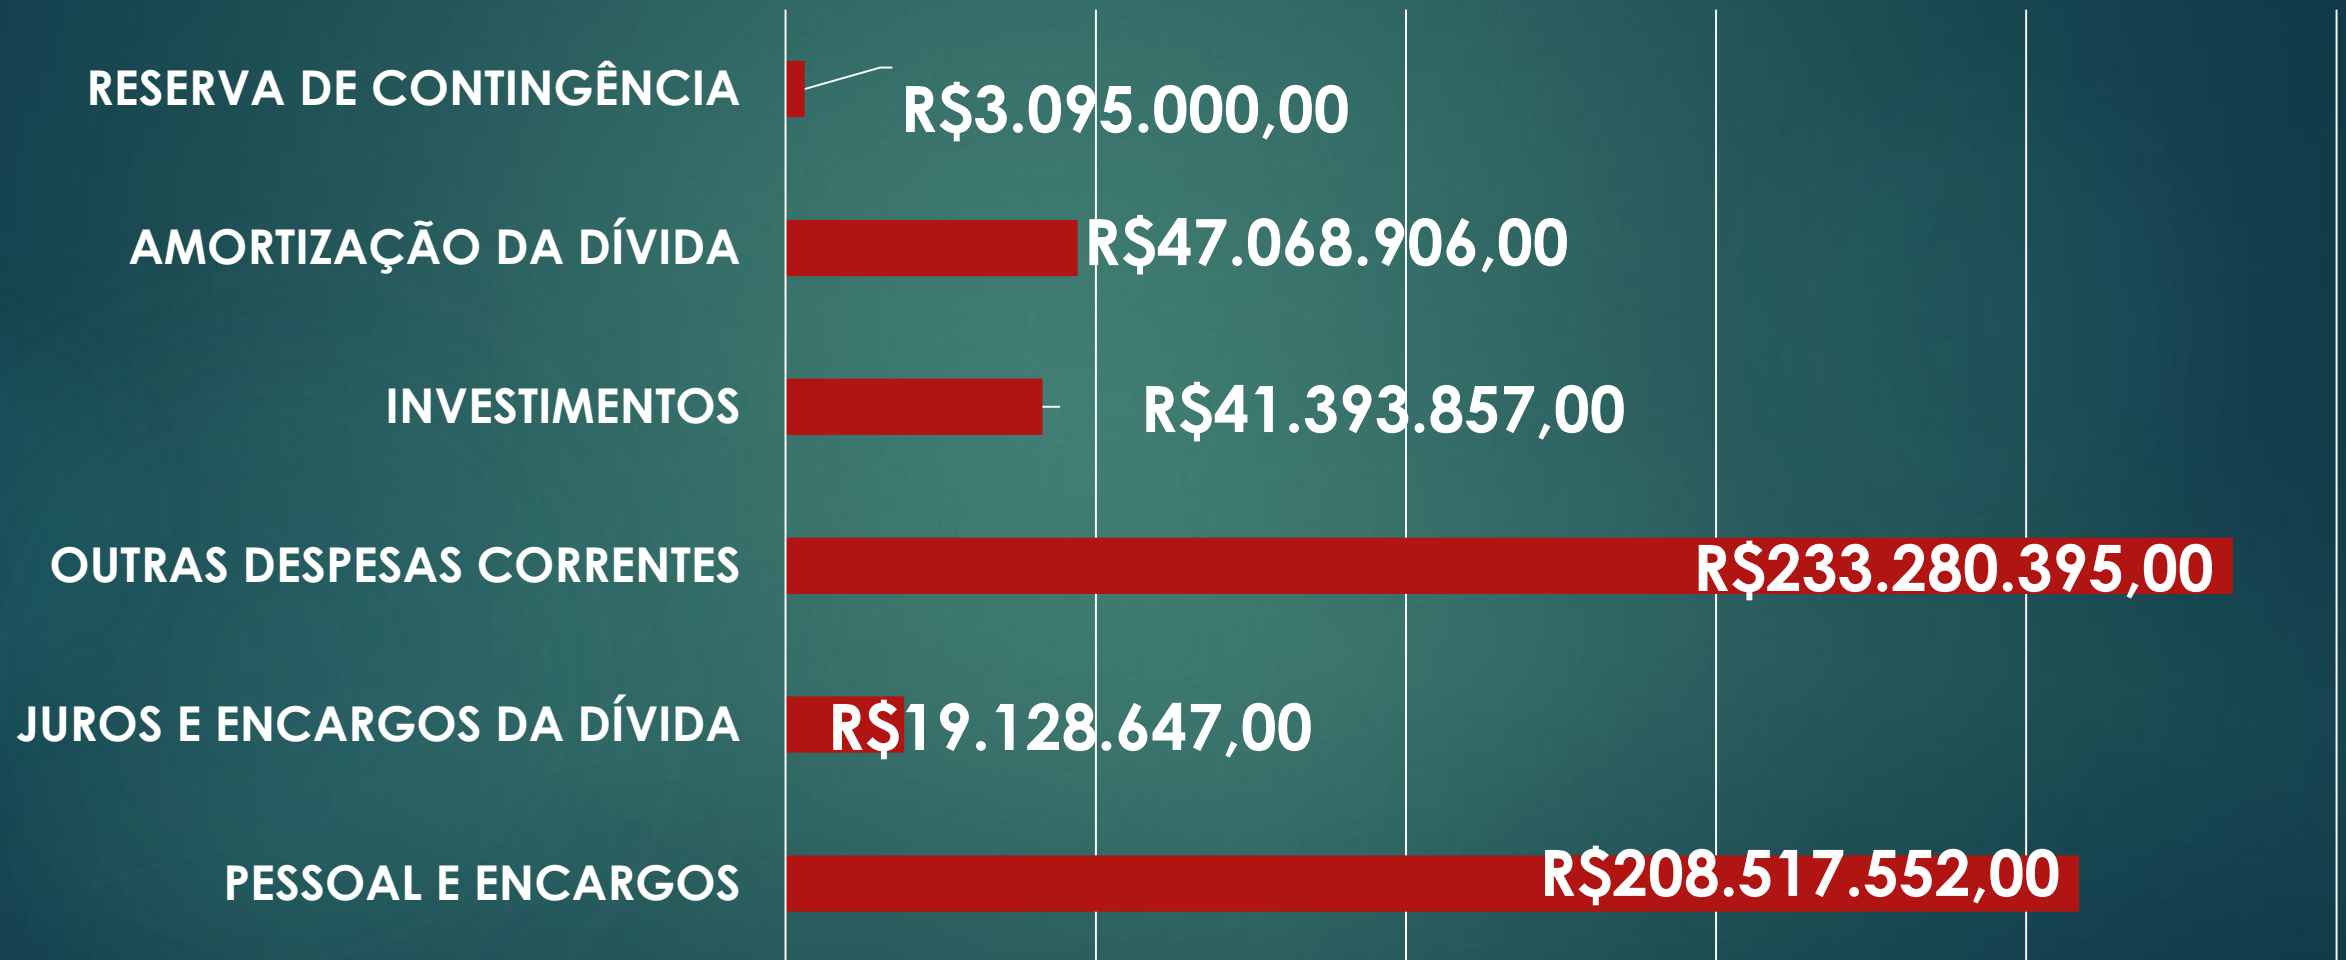 RESERVA DE CONTINGÊNCIA R$3.095.000,00
AMORTIZAÇÃO DA DÍVIDA R$47.068.906,00
INVESTIMENTOS R$41.393.857,00
OUTRAS DESPESAS CORRENTES R$233.280.395,00
JUROS E ENCARGOS DA DÍVIDA R$19.128.647,00
PESSOAL E ENCARGOS R$208.517.552,00